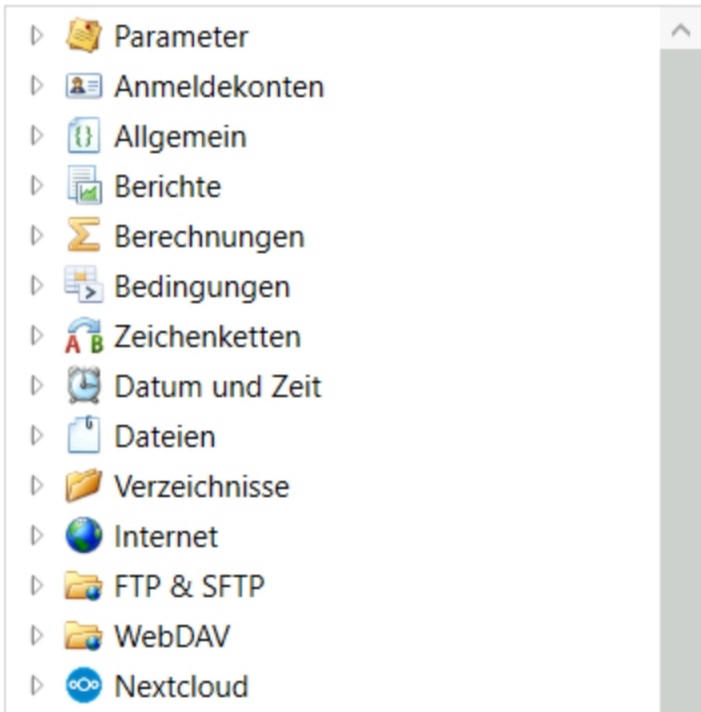 Parameter
Anmeldekonten
Allgemein
Berichte
Berechnungen
Bedingungen
Zeichenketten
Datum und Zeit
Dateien
Verzeichnisse
Internet
FTP & SFTP
WebDAV
Nextcloud